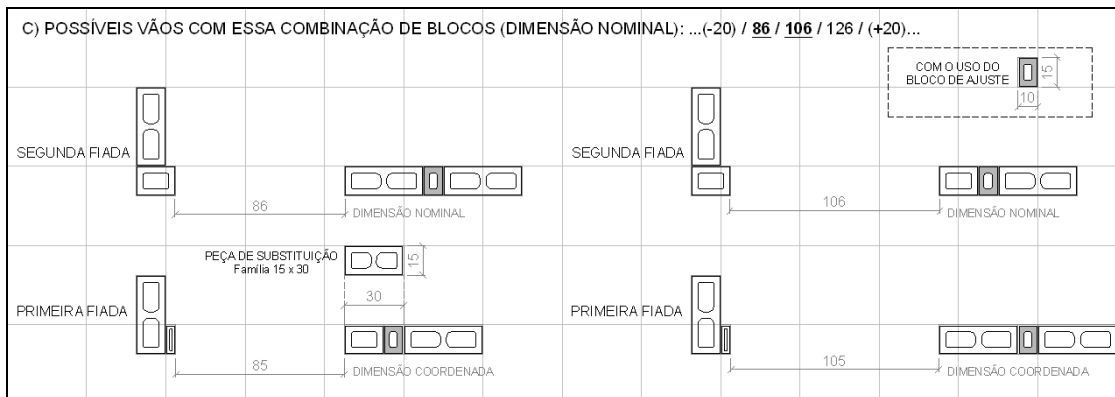 C) POSSÍVEIS VÃOS COM ESSA COMBINAÇÃO DE BLOCOS (DIMENSÃO NOMINAL): ...(-20) / 86 / 106 / 126 / (+20)...
COM O USO DO
BLOCO DE AJUSTE
15
10
SEGUNDA FIADA
86
DIMENSÃO NOMINAL
SEGUNDA FIADA
106
DIMENSÃO NOMINAL
PEÇA DE SUBSTITUIÇÃO
Família 15 x 30
15
30
PRIMEIRA FIADA
85
DIMENSÃO COORDENADA
PRIMEIRA FIADA
105
DIMENSÃO COORDENADA